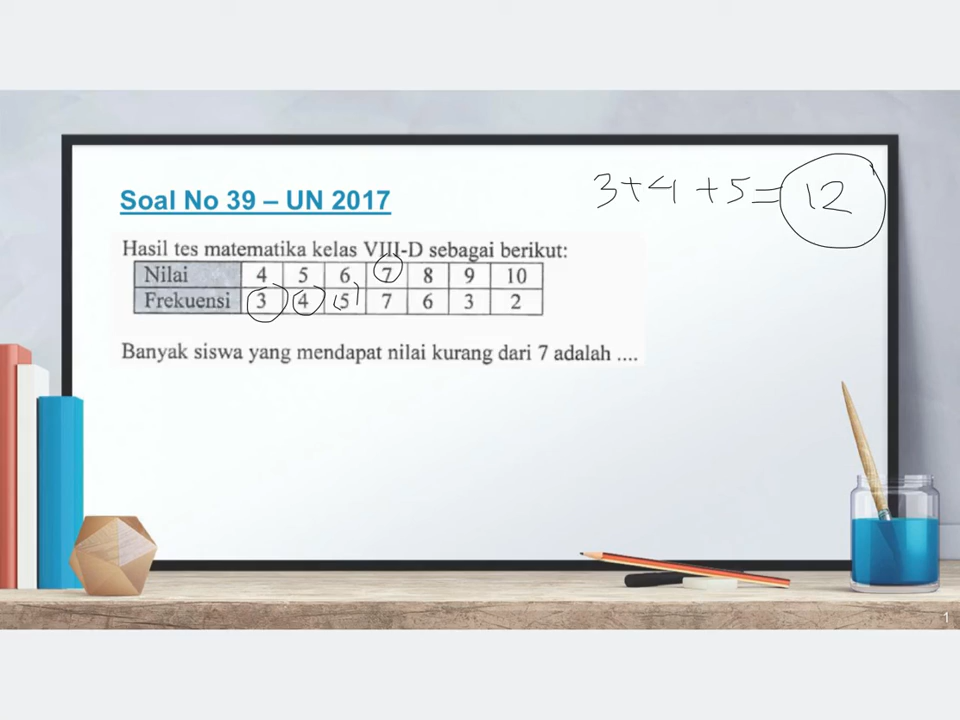 3+4+5=12
Soal No 39 – UN 2017
Hasil tes matematika kelas VIII-D sebagai berikut:
Nilai 4 5 6 7 8 9 10
Frekuensi 3 4 5 7 6 3 2
Banyak siswa yang mendapat nilai kurang dari 7 adalah ....
1